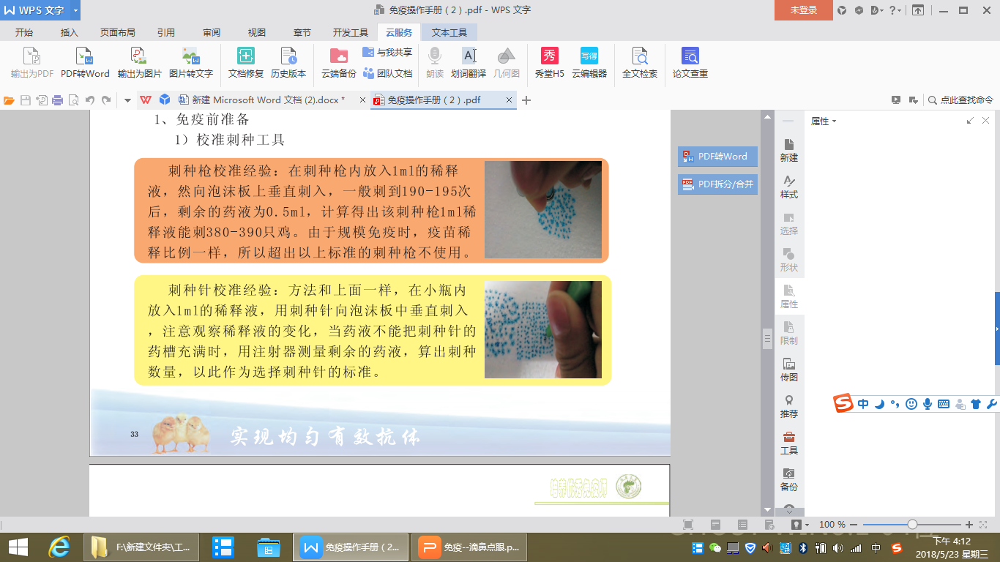 WPS 文字
免疫操作手册（2）.pdf - WPS 文字
未登录
开始 插入 页面布局 引用 审阅 视图 章节 开发工具 云服务 文本工具
输出为PDF PDF转Word 输出为图片 图片转文字 文档修复 历史版本 云端备份 与我共享 团队文档 朗读 划词翻译 几何图 秀堂H5 云编辑器 全文检索 论文查重
新建 Microsoft Word 文档 (2).docx *
免疫操作手册（2）.pdf
点此查找命令
1、免疫前准备
1）校准刺种工具
刺种枪校准经验：在刺种枪内放入1ml的稀释
液，然向泡沫板上垂直刺入，一般刺到190-195次
后，剩余的药液为0.5ml，计算得出该刺种枪1ml稀
释液能刺380-390只鸡。由于规模免疫时，疫苗稀
释比例一样，所以超出以上标准的刺种枪不使用。
刺种针校准经验：方法和上面一样，在小瓶内
放入1ml的稀释液，用刺种针向泡沫板中垂直刺入
，注意观察稀释液的变化，当药液不能把刺种针的
药槽充满时，用注射器测量剩余的药液，算出刺种
数量，以此作为选择刺种针的标准。
33
实现均匀有效抗体
PDF转Word
PDF拆分/合并
新建
样式
选择
形状
属性
限制
传图
推荐
工具
备份
属性
中
100 %
F:\新建文件夹\工...
免疫操作手册（2...
免疫--滴鼻点眼.p...
中
下午 4:12
2018/5/23 星期三